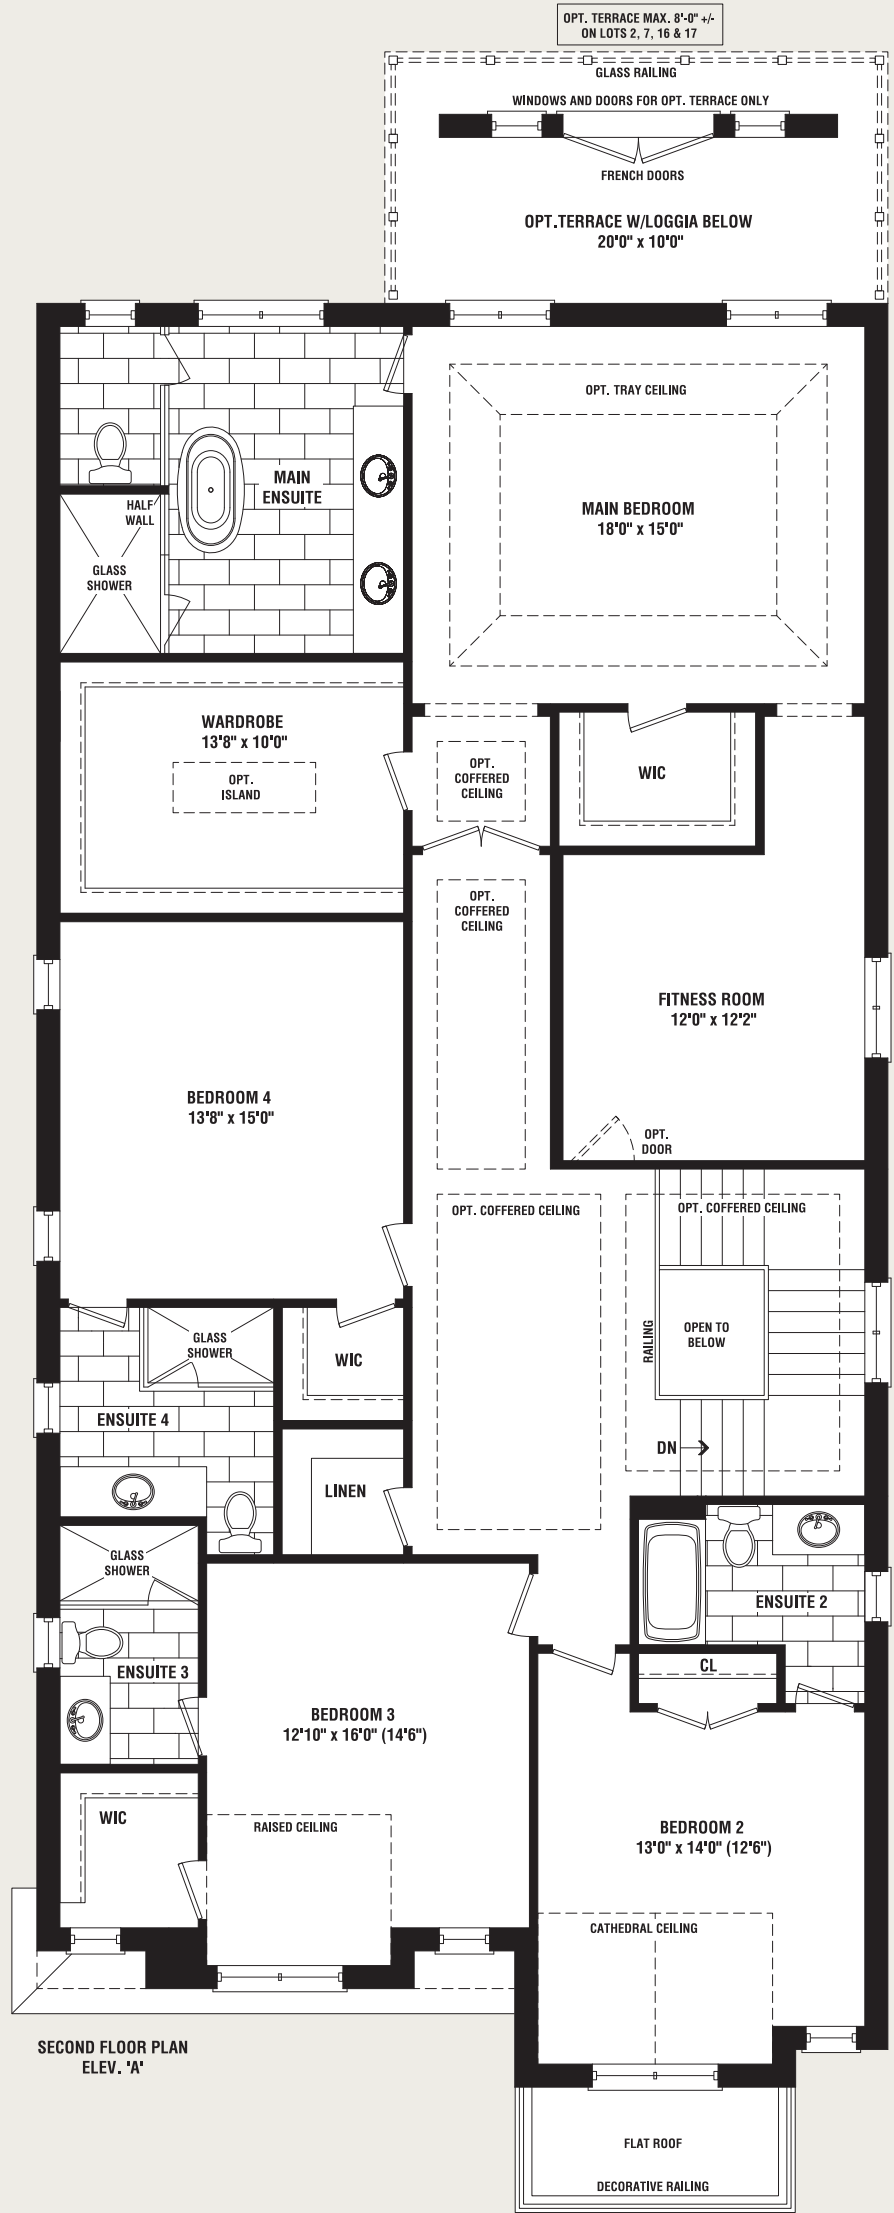 OPT. TERRACE MAX. 8'-0" +/-
ON LOTS 2, 7, 16 & 17
GLASS RAILING
WINDOWS AND DOORS FOR OPT. TERRACE ONLY
FRENCH DOORS
OPT.TERRACE W/LOGGIA BELOW
20'0" x 10'0"
OPT. TRAY CEILING
MAIN
ENSUITE
HALF
WALL
GLASS
SHOWER
MAIN BEDROOM
18'0" x 15'0"
WARDROBE
13'8" x 10'0"
OPT.
ISLAND
OPT.
COFFERED
CEILING
WIC
OPT.
COFFERED
CEILING
FITNESS ROOM
12'0" x 12'2"
BEDROOM 4
13'8" x 15'0"
OPT.
DOOR
OPT. COFFERED CEILING
OPT. COFFERED CEILING
RAILING
OPEN TO
BELOW
DN
GLASS
SHOWER
WIC
ENSUITE 4
LINEN
GLASS
SHOWER
ENSUITE 3
ENSUITE 2
CL
BEDROOM 3
12'10" x 16'0" (14'6")
WIC
RAISED CEILING
BEDROOM 2
13'0" x 14'0" (12'6")
CATHEDRAL CEILING
SECOND FLOOR PLAN
ELEV. 'A'
FLAT ROOF
DECORATIVE RAILING